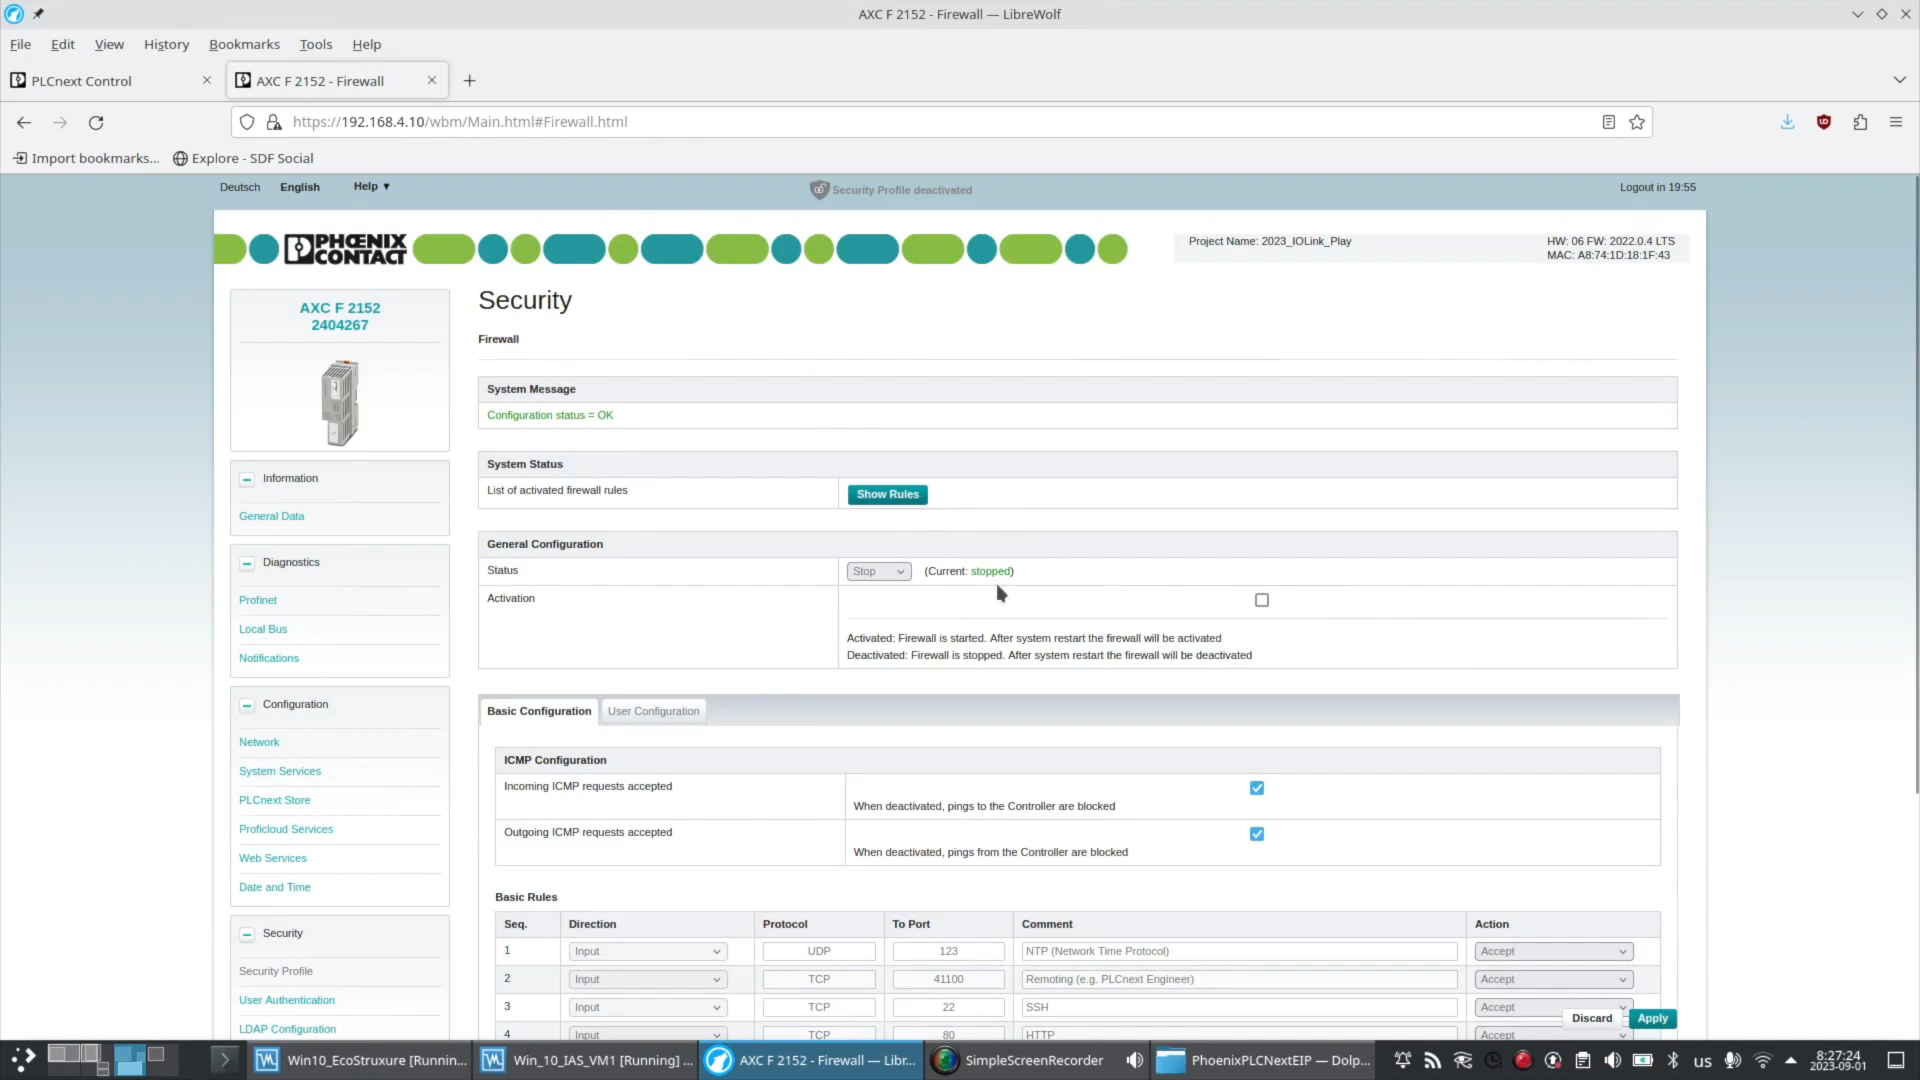 AXC F 2152 - Firewall — LibreWolf
File Edit View History Bookmarks Tools Help
PLCnext Control
AXC F 2152 - Firewall
https://192.168.4.10/wbm/Main.html#Firewall.html
Import bookmarks...
Explore - SDF Social
Deutsch English Help ▼
Security Profile deactivated
Logout in 19:55
PHŒNIX
CONTACT
Project Name: 2023_IOLink_Play
HW: 06 FW: 2022.0.4 LTS
MAC: A8:74:1D:18:1F:43
AXC F 2152
2404267
Information
General Data
Diagnostics
Profinet
Local Bus
Notifications
Configuration
Network
System Services
PLCnext Store
Proficloud Services
Web Services
Date and Time
Security
Security Profile
User Authentication
LDAP Configuration
Security
Firewall
System Message
Configuration status = OK
System Status
List of activated firewall rules
Show Rules
General Configuration
Status
Stop
(Current: stopped)
Activation
Activated: Firewall is started. After system restart the firewall will be activated
Deactivated: Firewall is stopped. After system restart the firewall will be deactivated
Basic Configuration
User Configuration
ICMP Configuration
Incoming ICMP requests accepted
When deactivated, pings to the Controller are blocked
Outgoing ICMP requests accepted
When deactivated, pings from the Controller are blocked
Basic Rules
Seq. Direction Protocol To Port Comment Action
1 Input UDP 123 NTP (Network Time Protocol) Accept
2 Input TCP 41100 Remoting (e.g. PLCnext Engineer) Accept
3 Input TCP 22 SSH Accept
4 Input TCP 80 HTTP Accept
Discard
Apply
Win10_EcoStruxure [Runnin...
Win_10_IAS_VM1 [Running] ...
AXC F 2152 - Firewall — Libr...
SimpleScreenRecorder
PhoenixPLCNextEIP — Dolp...
us
8:27:24
2023-09-01